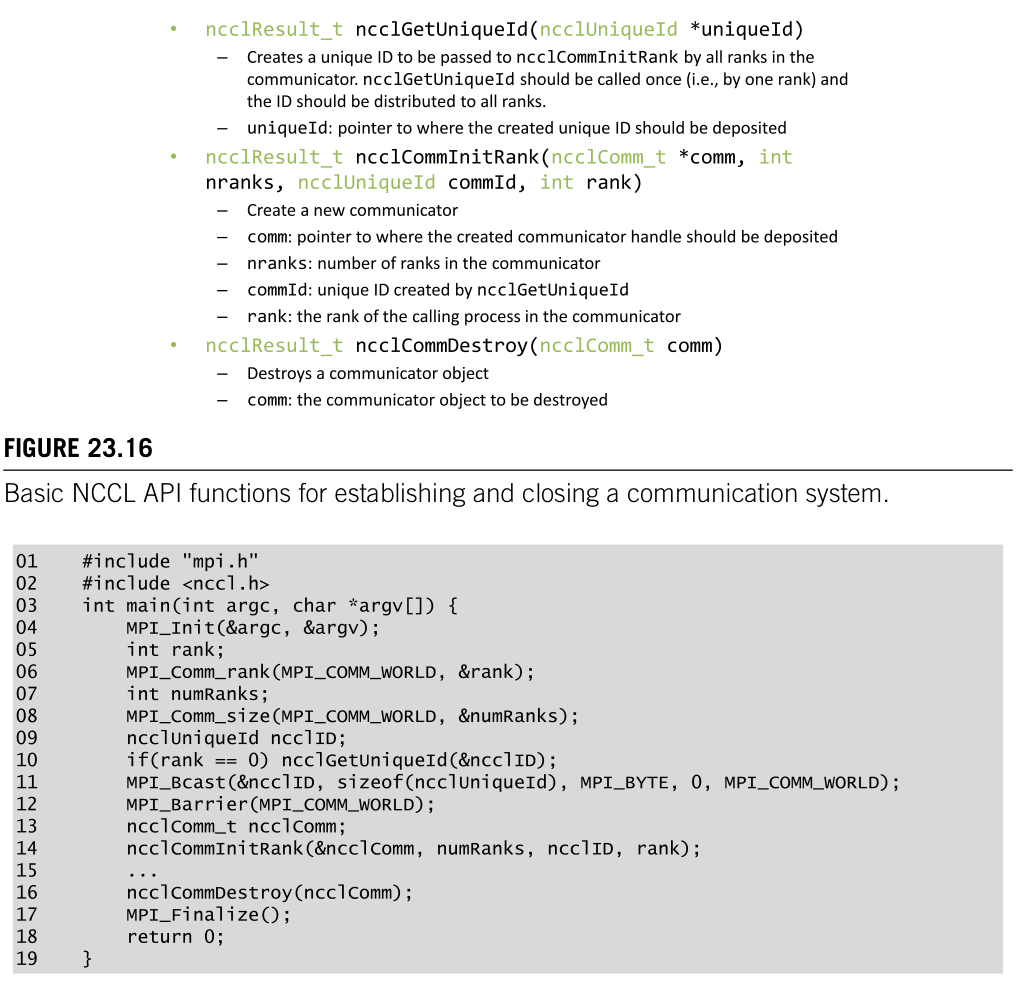 • ncclResult_t ncclGetUniqueId(ncclUniqueId *uniqueId)
– Creates a unique ID to be passed to ncclCommInitRank by all ranks in the
communicator. ncclGetUniqueId should be called once (i.e., by one rank) and
the ID should be distributed to all ranks.
– uniqueId: pointer to where the created unique ID should be deposited
• ncclResult_t ncclCommInitRank(ncclComm_t *comm, int
nranks, ncclUniqueId commId, int rank)
– Create a new communicator
– comm: pointer to where the created communicator handle should be deposited
– nranks: number of ranks in the communicator
– commId: unique ID created by ncclGetUniqueId
– rank: the rank of the calling process in the communicator
• ncclResult_t ncclCommDestroy(ncclComm_t comm)
– Destroys a communicator object
– comm: the communicator object to be destroyed
FIGURE 23.16
Basic NCCL API functions for establishing and closing a communication system.
01 #include "mpi.h"
02 #include <nccl.h>
03 int main(int argc, char *argv[]) {
04 MPI_Init(&argc, &argv);
05 int rank;
06 MPI_Comm_rank(MPI_COMM_WORLD, &rank);
07 int numRanks;
08 MPI_Comm_size(MPI_COMM_WORLD, &numRanks);
09 ncclUniqueId ncclID;
10 if(rank == 0) ncclGetUniqueId(&ncclID);
11 MPI_Bcast(&ncclID, sizeof(ncclUniqueId), MPI_BYTE, 0, MPI_COMM_WORLD);
12 MPI_Barrier(MPI_COMM_WORLD);
13 ncclComm_t ncclComm;
14 ncclCommInitRank(&ncclComm, numRanks, ncclID, rank);
15 ...
16 ncclCommDestroy(ncclComm);
17 MPI_Finalize();
18 return 0;
19 }